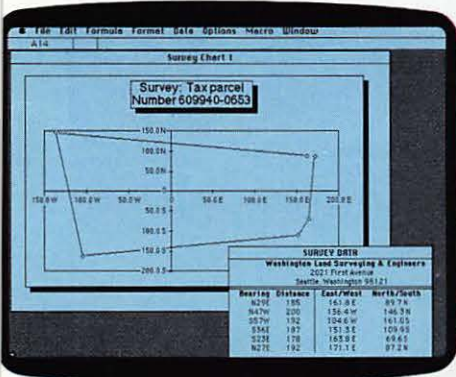 File Edit Formula Format Data Options Macro Window
A14
Survey Chart 1
Survey: Tax parcel
Number 609940-0653
150.0 N
100.0 N
50.0 N
0
150.0 W 100.0 W 50.0 W 0 50.0 E 100.0 E 150.0 E 200.0 E
50.0 S
100.0 S
150.0 S
200.0 S
SURVEY DATA
Washington Land Surveying & Engineers
2021 First Avenue
Seattle, Washington 98121
Bearing Distance East/West North/South
N29E 185 161.8 E 89.7 N
N47W 200 136.4 W 146.3 N
S57W 192 104.6 W 161.0 S
S36E 187 151.3 E 109.9 S
S23E 178 163.8 E 69.6 S
N27E 192 171.1 E 87.2 N